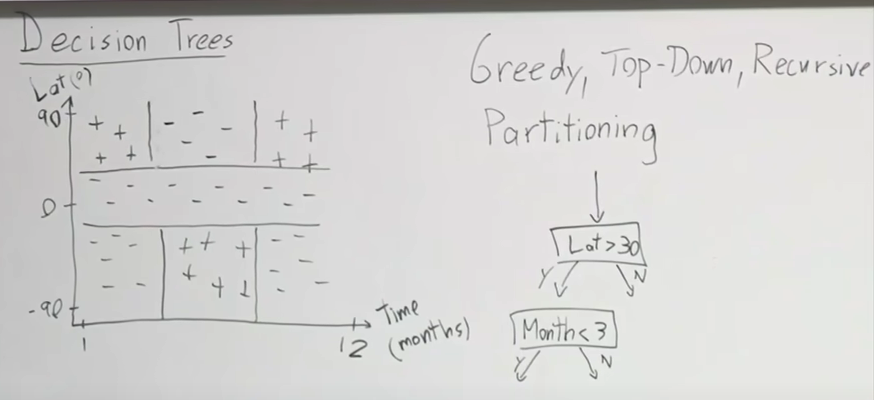 Decision Trees
Lat(°)
90
0
-90
1
12
Time
(months)
Greedy, Top-Down, Recursive
Partitioning
Lat>30
Y
N
Month<3
Y
N